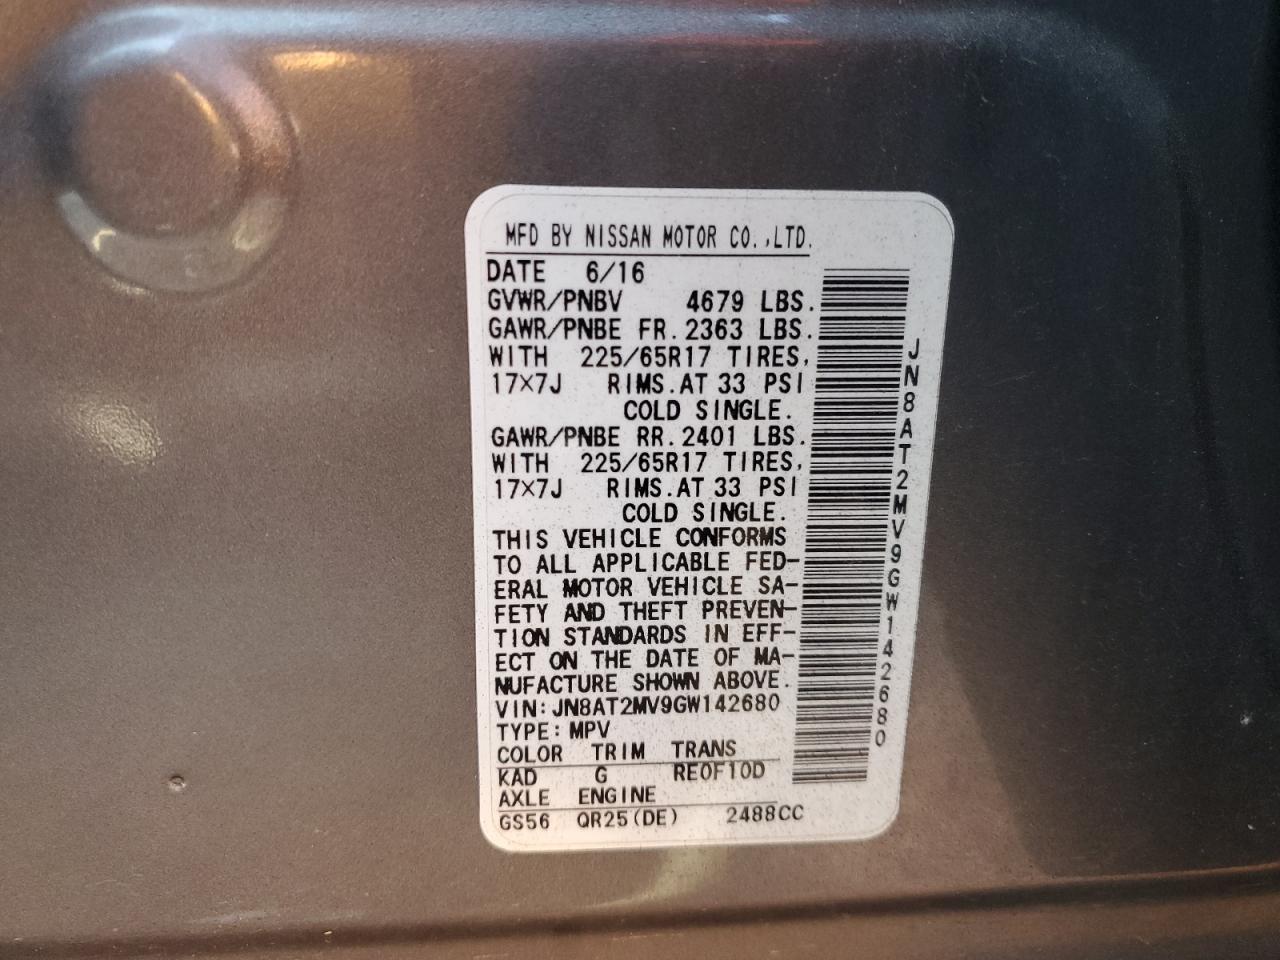 MFD BY NISSAN MOTOR CO.,LTD.
DATE 6/16
GVWR/PNBV 4679 LBS.
GAWR/PNBE FR. 2363 LBS.
WITH 225/65R17 TIRES,
17×7J RIMS. AT 33 PSI
COLD SINGLE.
GAWR/PNBE RR. 2401 LBS.
WITH 225/65R17 TIRES,
17×7J RIMS. AT 33 PSI
COLD SINGLE.
THIS VEHICLE CONFORMS
TO ALL APPLICABLE FED-
ERAL MOTOR VEHICLE SA-
FETY AND THEFT PREVEN-
TION STANDARDS IN EFF-
ECT ON THE DATE OF MA-
NUFACTURE SHOWN ABOVE.
VIN: JN8AT2MV9GW142680
TYPE: MPV
COLOR TRIM TRANS
KAD G RE0F10D
AXLE ENGINE
GS56 QR25(DE) 2488CC
JN8AT2MV9GW142680